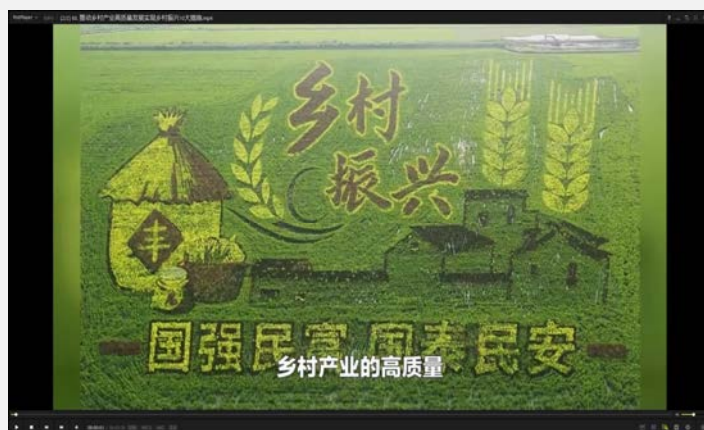 乡村
振兴
丰
国强民富 国泰民安
乡村产业的高质量